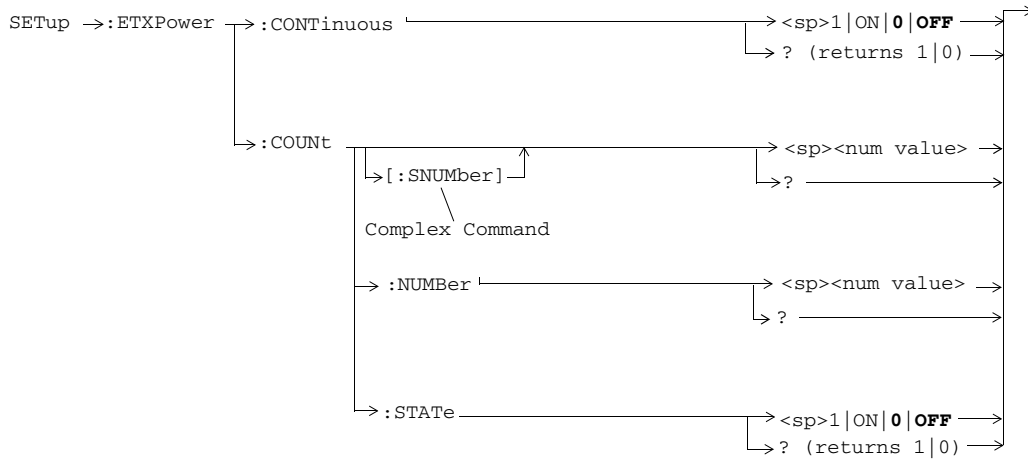 SETup :ETXPower :CONTinuous <sp>1|ON|0|OFF
? (returns 1|0)
:COUNt <sp><num value>
[:SNUMber] ?
Complex Command
:NUMBer <sp><num value>
?
:STATe <sp>1|ON|0|OFF
? (returns 1|0)